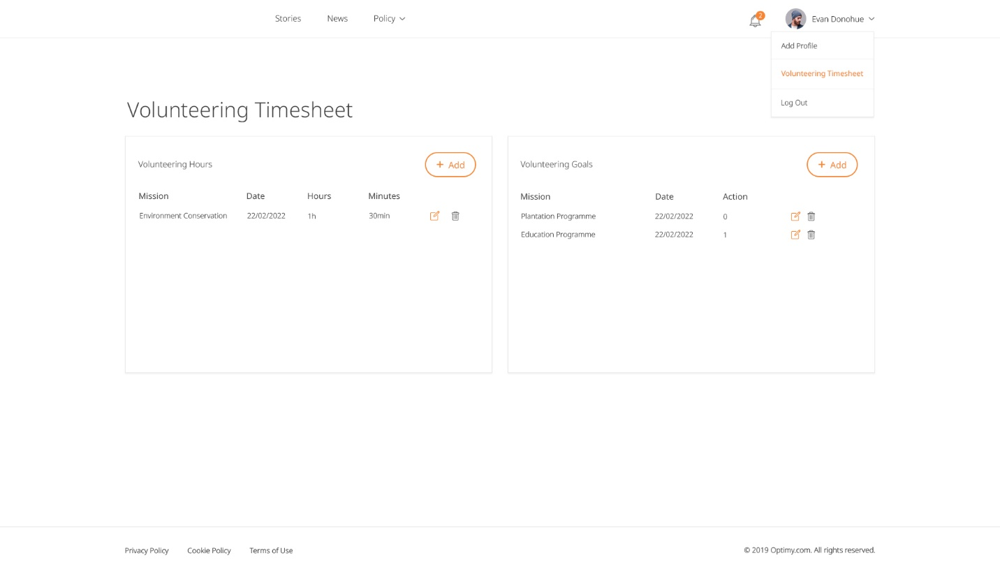 Stories News Policy 2 Evan Donohue
Add Profile
Volunteering Timesheet
Log Out
Volunteering Timesheet
Volunteering Hours + Add
Mission Date Hours Minutes
Environment Conservation 22/02/2022 1h 30min
Volunteering Goals + Add
Mission Date Action
Plantation Programme 22/02/2022 0
Education Programme 22/02/2022 1
Privacy Policy Cookie Policy Terms of Use © 2019 Optimy.com. All rights reserved.